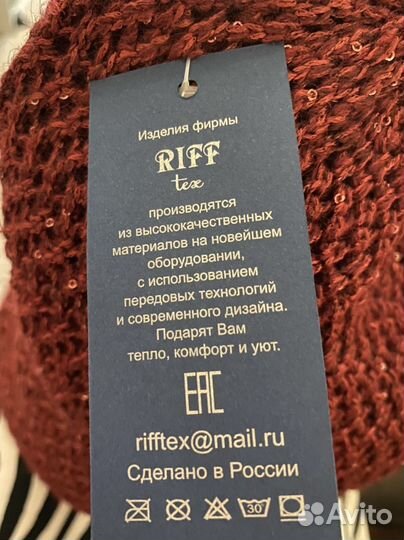 Изделия фирмы
RIFF
tex
производятся
из высококачественных
материалов на новейшем
оборудовании,
с использованием
передовых технологий
и современного дизайна.
Подарят Вам
тепло, комфорт и уют.
ЕАС
rifftex@mail.ru
Сделано в России
30°
Avito